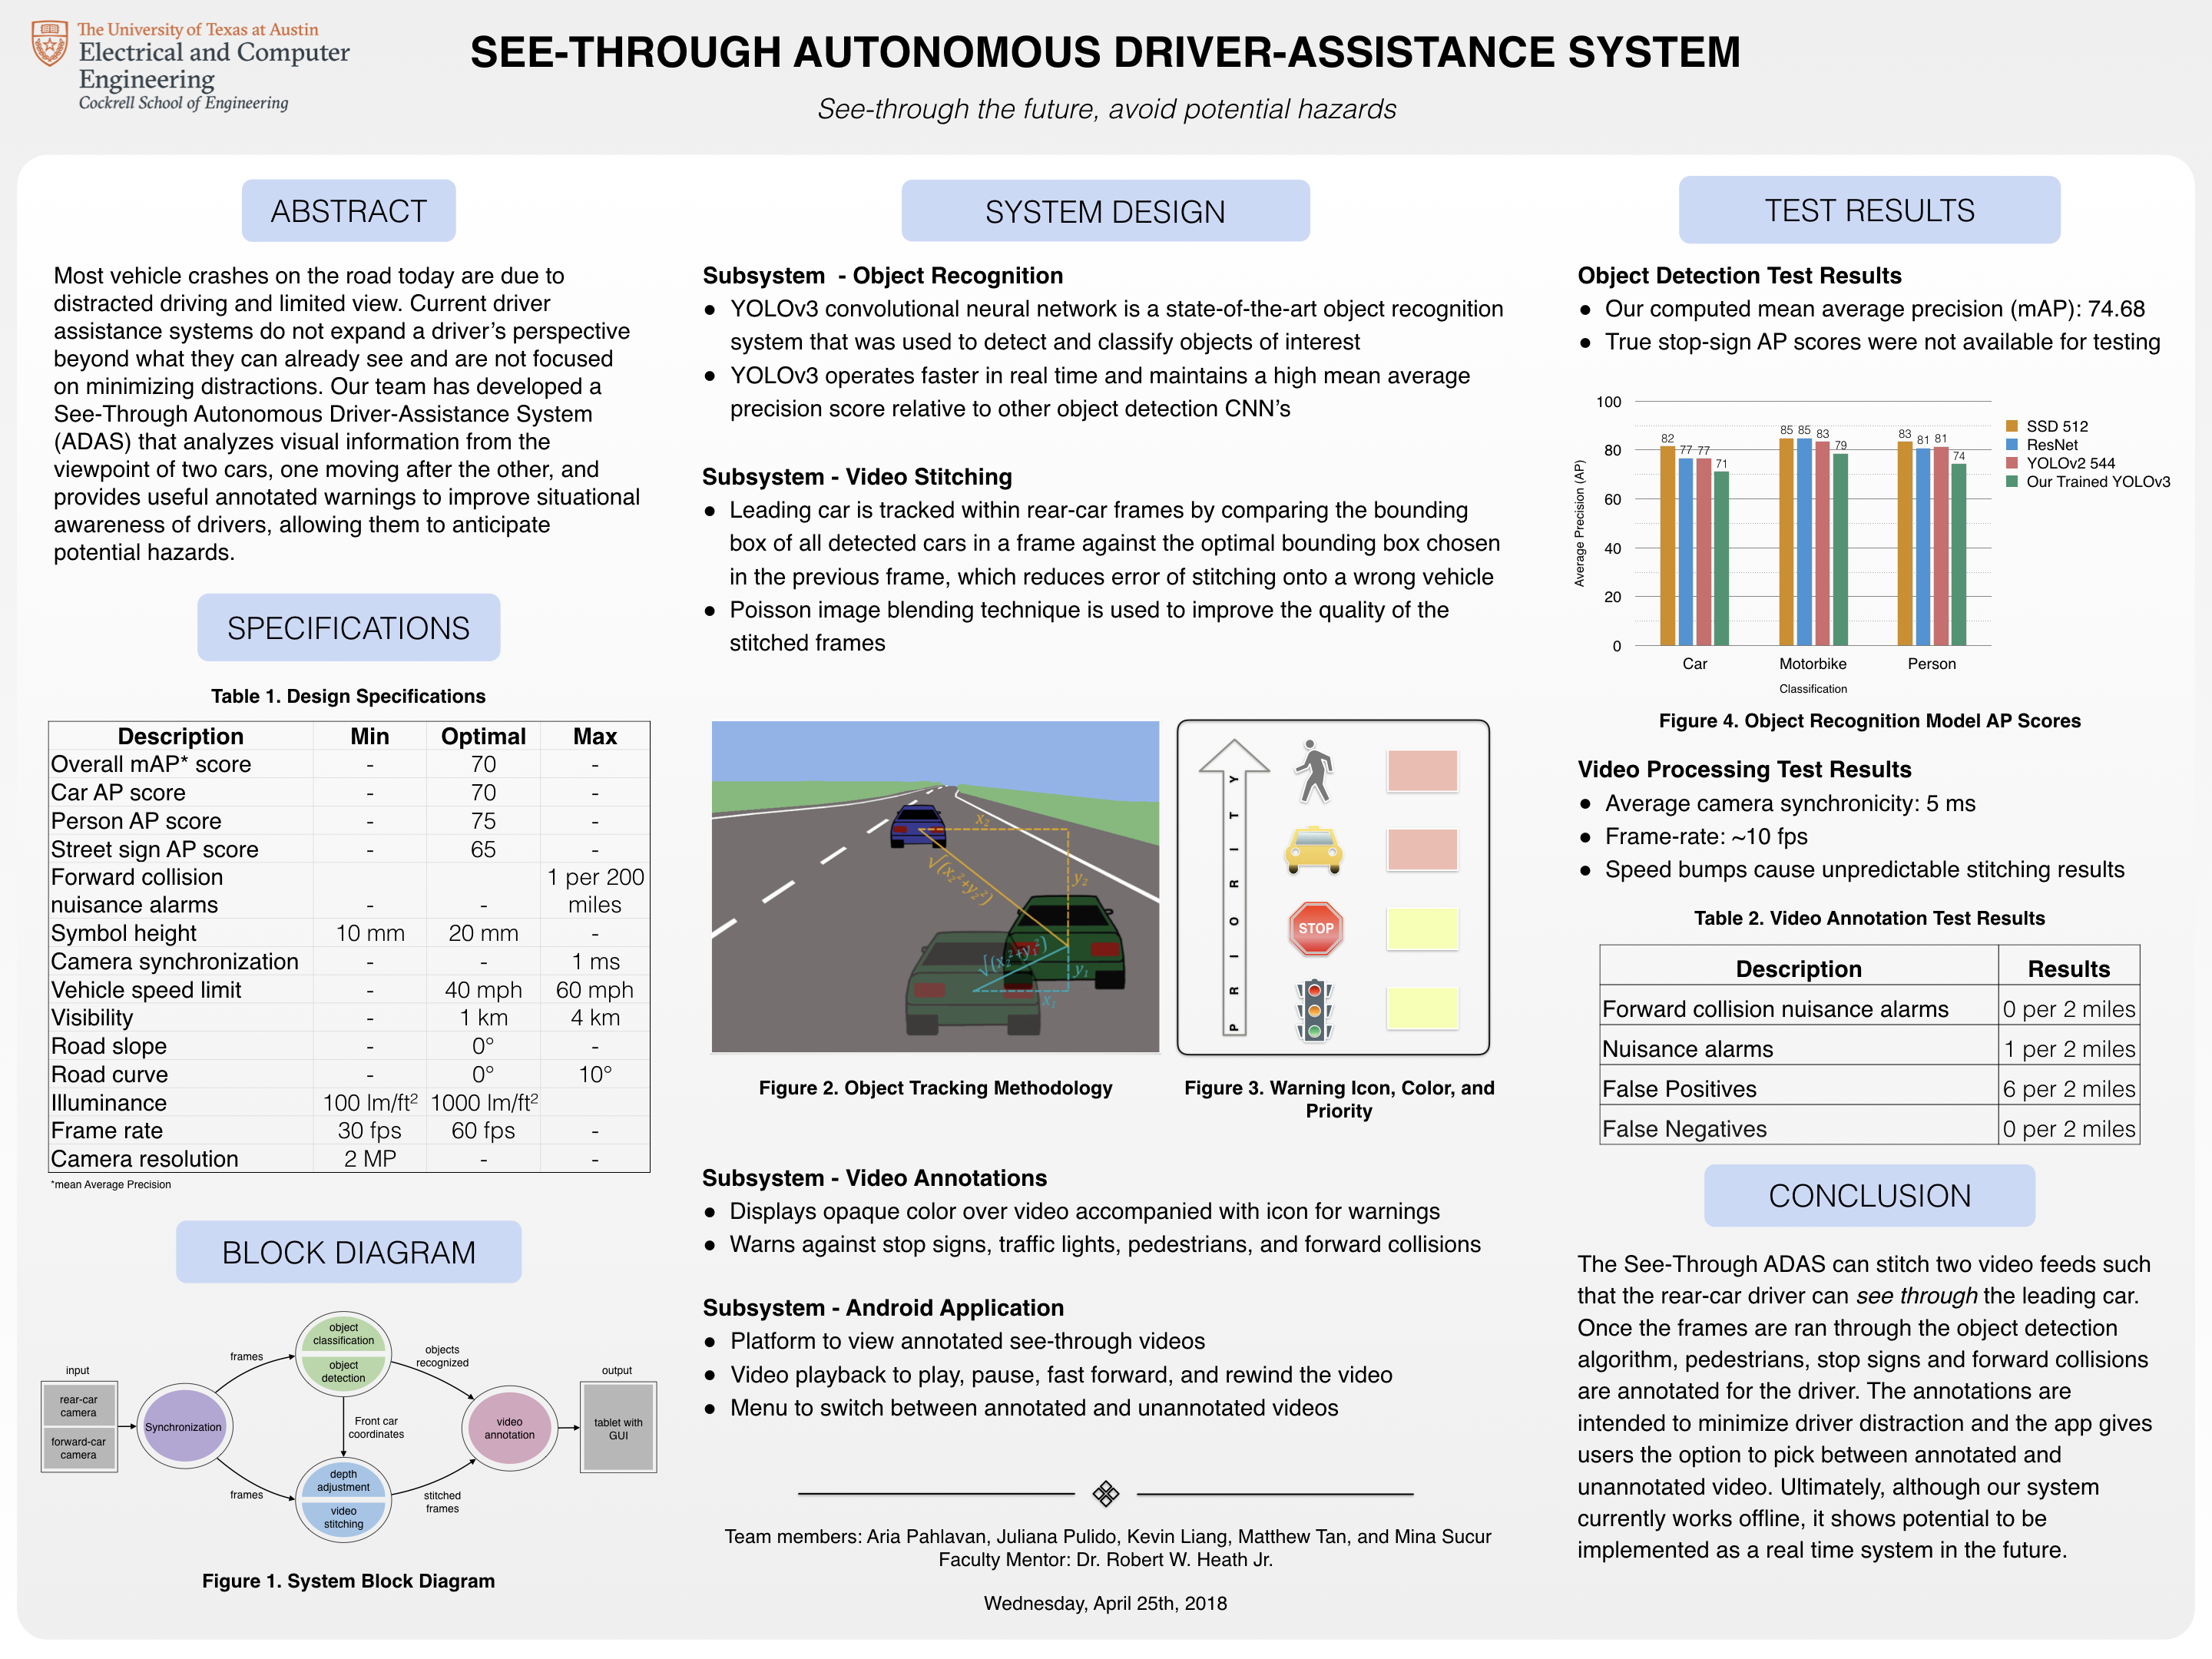 The University of Texas at Austin
Electrical and Computer
Engineering
Cockrell School of Engineering
SEE-THROUGH AUTONOMOUS DRIVER-ASSISTANCE SYSTEM
See-through the future, avoid potential hazards
ABSTRACT
Most vehicle crashes on the road today are due to
distracted driving and limited view. Current driver
assistance systems do not expand a driver's perspective
beyond what they can already see and are not focused
on minimizing distractions. Our team has developed a
See-Through Autonomous Driver-Assistance System
(ADAS) that analyzes visual information from the
viewpoint of two cars, one moving after the other, and
provides useful annotated warnings to improve situational
awareness of drivers, allowing them to anticipate
potential hazards.
SPECIFICATIONS
Table 1. Design Specifications
Description Min Optimal Max
Overall mAP* score - 70 -
Car AP score - 70 -
Person AP score - 75 -
Street sign AP score - 65 -
Forward collision 1 per 200
nuisance alarms - - miles
Symbol height 10 mm 20 mm -
Camera synchronization - - 1 ms
Vehicle speed limit - 40 mph 60 mph
Visibility - 1 km 4 km
Road slope - 0° -
Road curve - 0° 10°
Illuminance 100 lm/ft² 1000 lm/ft²
Frame rate 30 fps 60 fps -
Camera resolution 2 MP - -
*mean Average Precision
BLOCK DIAGRAM
input
rear-car
camera
forward-car
camera
Synchronization
frames
frames
object
classification
object
detection
Front car
coordinates
depth
adjustment
video
stitching
objects
recognized
stitched
frames
video
annotation
output
tablet with
GUI
Figure 1. System Block Diagram
SYSTEM DESIGN
Subsystem - Object Recognition
● YOLOv3 convolutional neural network is a state-of-the-art object recognition
system that was used to detect and classify objects of interest
● YOLOv3 operates faster in real time and maintains a high mean average
precision score relative to other object detection CNN's
Subsystem - Video Stitching
● Leading car is tracked within rear-car frames by comparing the bounding
box of all detected cars in a frame against the optimal bounding box chosen
in the previous frame, which reduces error of stitching onto a wrong vehicle
● Poisson image blending technique is used to improve the quality of the
stitched frames
x₂
y₂
√(x₂²+y₂²)
√(x₂²+y₁²)
y₁
x₁
Figure 2. Object Tracking Methodology
PRIORITY
STOP
Figure 3. Warning Icon, Color, and
Priority
Subsystem - Video Annotations
● Displays opaque color over video accompanied with icon for warnings
● Warns against stop signs, traffic lights, pedestrians, and forward collisions
Subsystem - Android Application
● Platform to view annotated see-through videos
● Video playback to play, pause, fast forward, and rewind the video
● Menu to switch between annotated and unannotated videos
Team members: Aria Pahlavan, Juliana Pulido, Kevin Liang, Matthew Tan, and Mina Sucur
Faculty Mentor: Dr. Robert W. Heath Jr.
Wednesday, April 25th, 2018
TEST RESULTS
Object Detection Test Results
● Our computed mean average precision (mAP): 74.68
● True stop-sign AP scores were not available for testing
Average Precision (AP)
100
80
60
40
20
0
82 77 77 71
85 85 83 79
83 81 81 74
Car Motorbike Person
Classification
SSD 512
ResNet
YOLOv2 544
Our Trained YOLOv3
Figure 4. Object Recognition Model AP Scores
Video Processing Test Results
● Average camera synchronicity: 5 ms
● Frame-rate: ~10 fps
● Speed bumps cause unpredictable stitching results
Table 2. Video Annotation Test Results
Description Results
Forward collision nuisance alarms 0 per 2 miles
Nuisance alarms 1 per 2 miles
False Positives 6 per 2 miles
False Negatives 0 per 2 miles
CONCLUSION
The See-Through ADAS can stitch two video feeds such
that the rear-car driver can see through the leading car.
Once the frames are ran through the object detection
algorithm, pedestrians, stop signs and forward collisions
are annotated for the driver. The annotations are
intended to minimize driver distraction and the app gives
users the option to pick between annotated and
unannotated video. Ultimately, although our system
currently works offline, it shows potential to be
implemented as a real time system in the future.